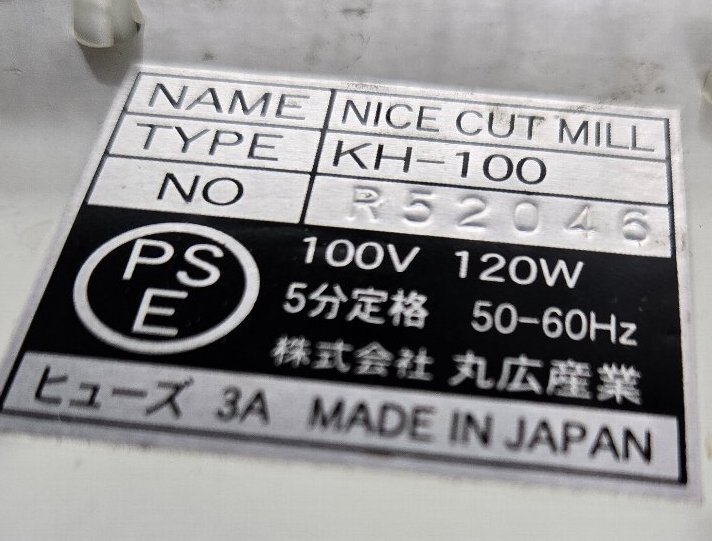 NAME NICE CUT MILL
TYPE KH-100
NO R52046
PS
E
100V 120W
5分定格 50-60Hz
株式会社 丸広産業
ヒューズ 3A MADE IN JAPAN